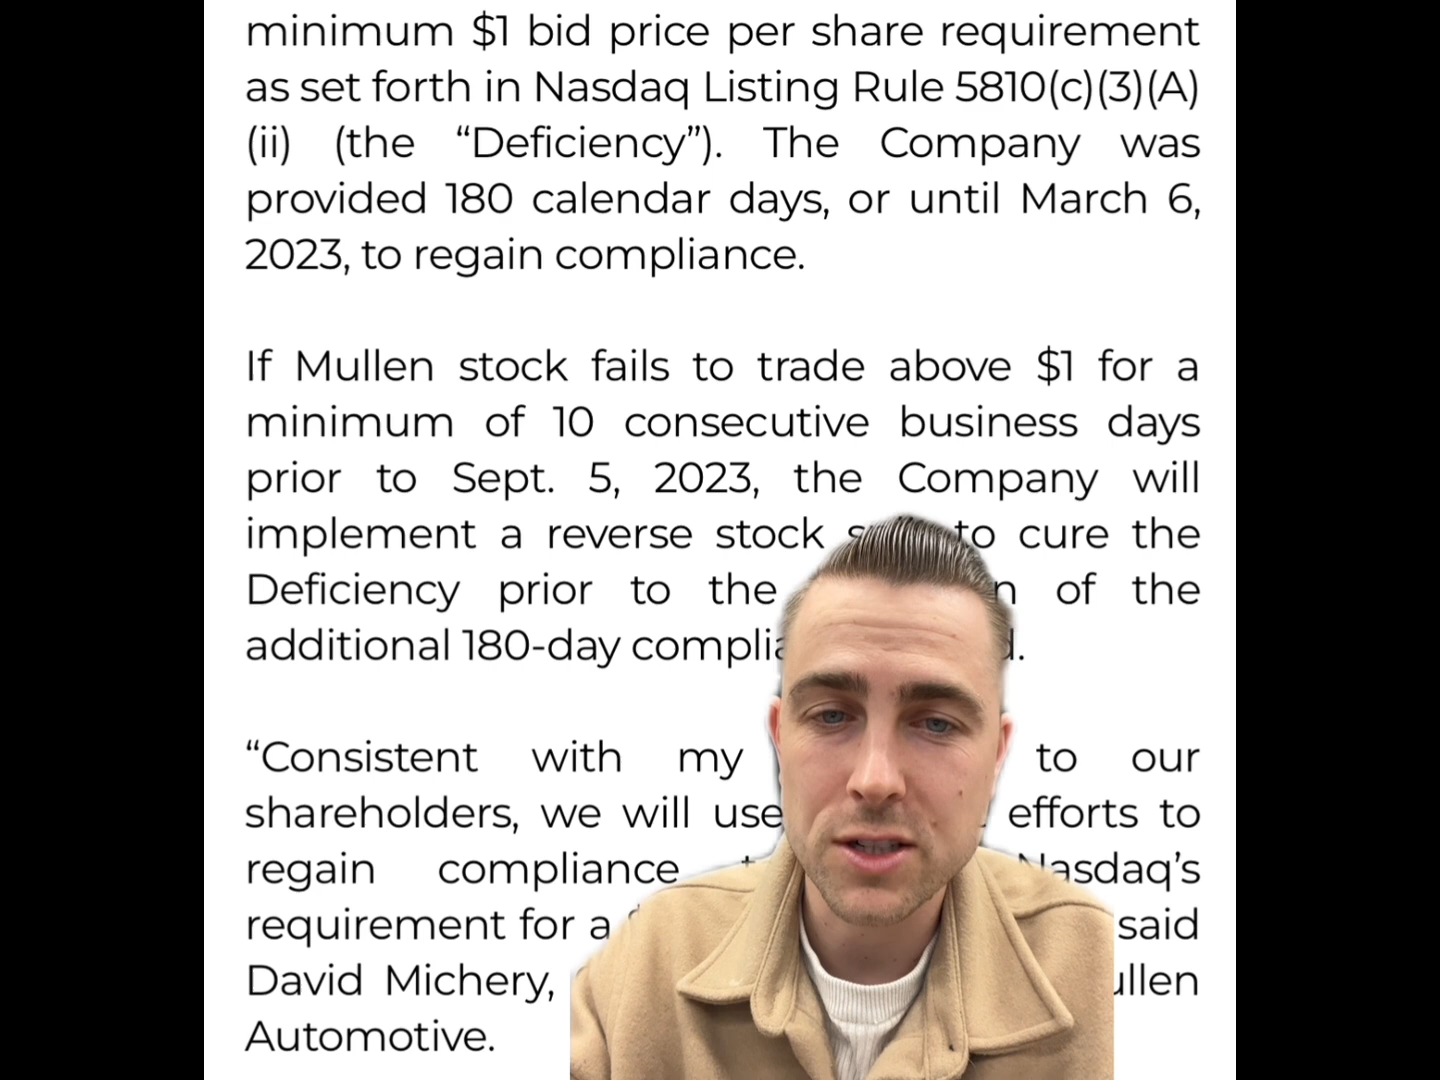 minimum $1 bid price per share requirement
as set forth in Nasdaq Listing Rule 5810(c)(3)(A)
(ii) (the “Deficiency”). The Company was
provided 180 calendar days, or until March 6,
2023, to regain compliance.
If Mullen stock fails to trade above $1 for a
minimum of 10 consecutive business days
prior to Sept. 5, 2023, the Company will
implement a reverse stock to cure the
Deficiency prior to the of the
additional 180-day
“Consistent with my to our
shareholders, we will use efforts to
regain compliance Nasdaq’s
requirement for a said
David Michery,
Automotive.